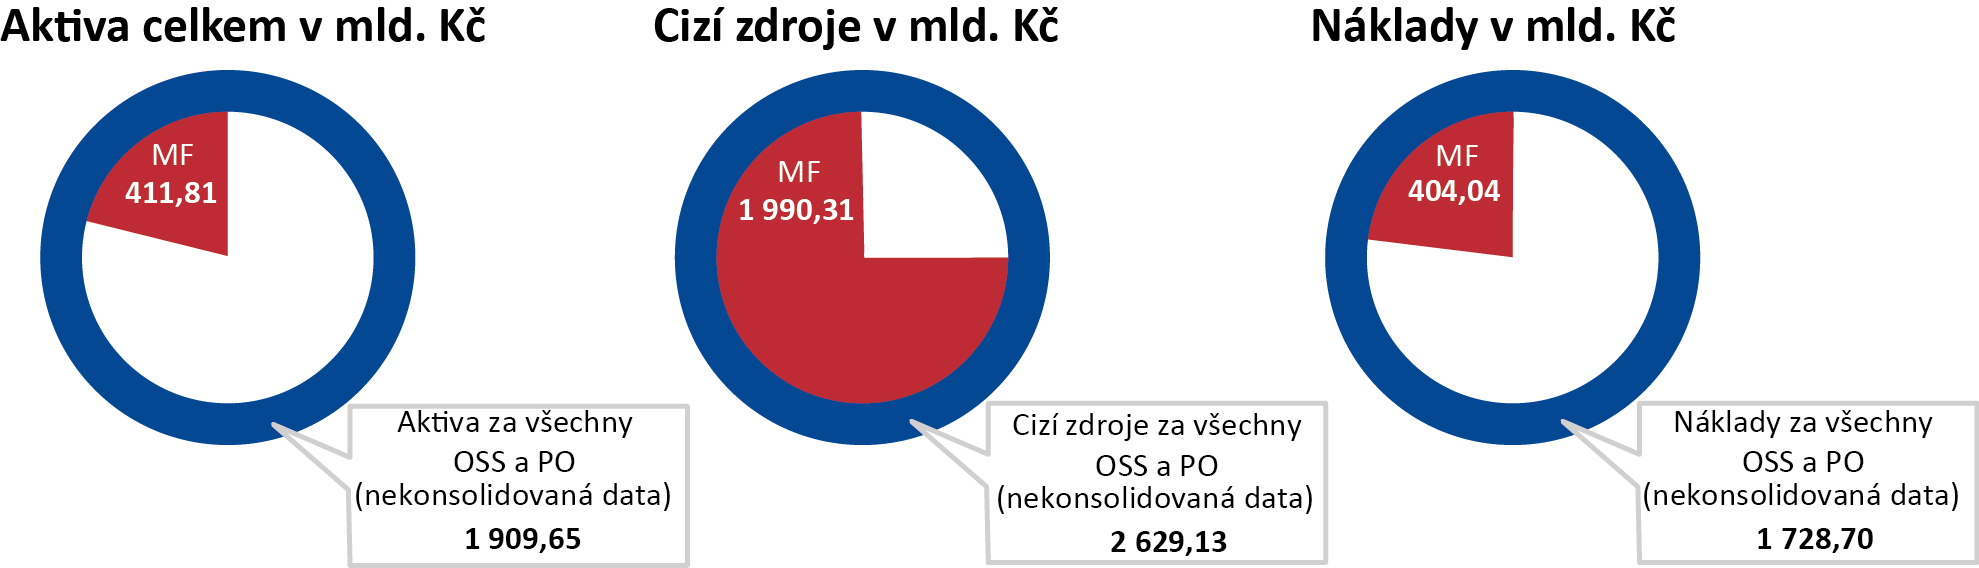 Aktiva celkem v mld. Kč
MF
411,81
Aktiva za všechny
OSS a PO
(nekonsolidovaná data)
1 909,65
Cizí zdroje v mld. Kč
MF
1 990,31
Cizí zdroje za všechny
OSS a PO
(nekonsolidovaná data)
2 629,13
Náklady v mld. Kč
MF
404,04
Náklady za všechny
OSS a PO
(nekonsolidovaná data)
1 728,70